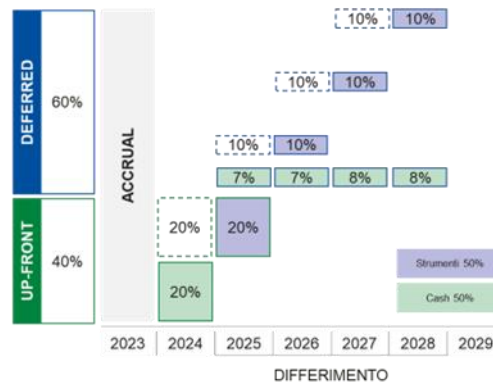 10% 10%
10% 10%
DEFERRED
60%
ACCRUAL
10% 10%
7% 7% 8% 8%
UP-FRONT
40%
20% 20%
20%
Strumenti 50%
Cash 50%
2023 2024 2025 2026 2027 2028 2029
DIFFERIMENTO